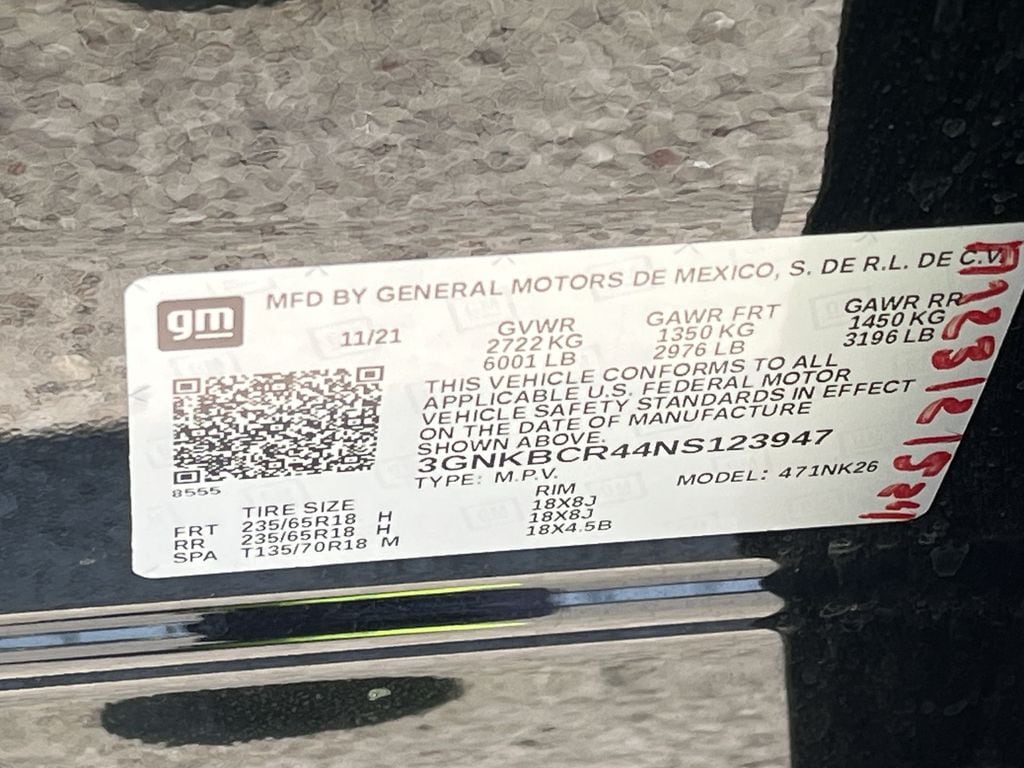 gm
MFD BY GENERAL MOTORS DE MEXICO, S. DE R.L. DE C.V.
11/21
GVWR
2722 KG
6001 LB
GAWR FRT
1350 KG
2976 LB
GAWR RR
1450 KG
3196 LB
THIS VEHICLE CONFORMS TO ALL
APPLICABLE U.S. FEDERAL MOTOR
VEHICLE SAFETY STANDARDS IN EFFECT
ON THE DATE OF MANUFACTURE
SHOWN ABOVE.
3GNKBCR44NS123947
TYPE: M.P.V.
MODEL: 471NK26
8555
TIRE SIZE RIM
FRT 235/65R18 H 18X8J
RR 235/65R18 H 18X8J
SPA T135/70R18 M 18X4.5B